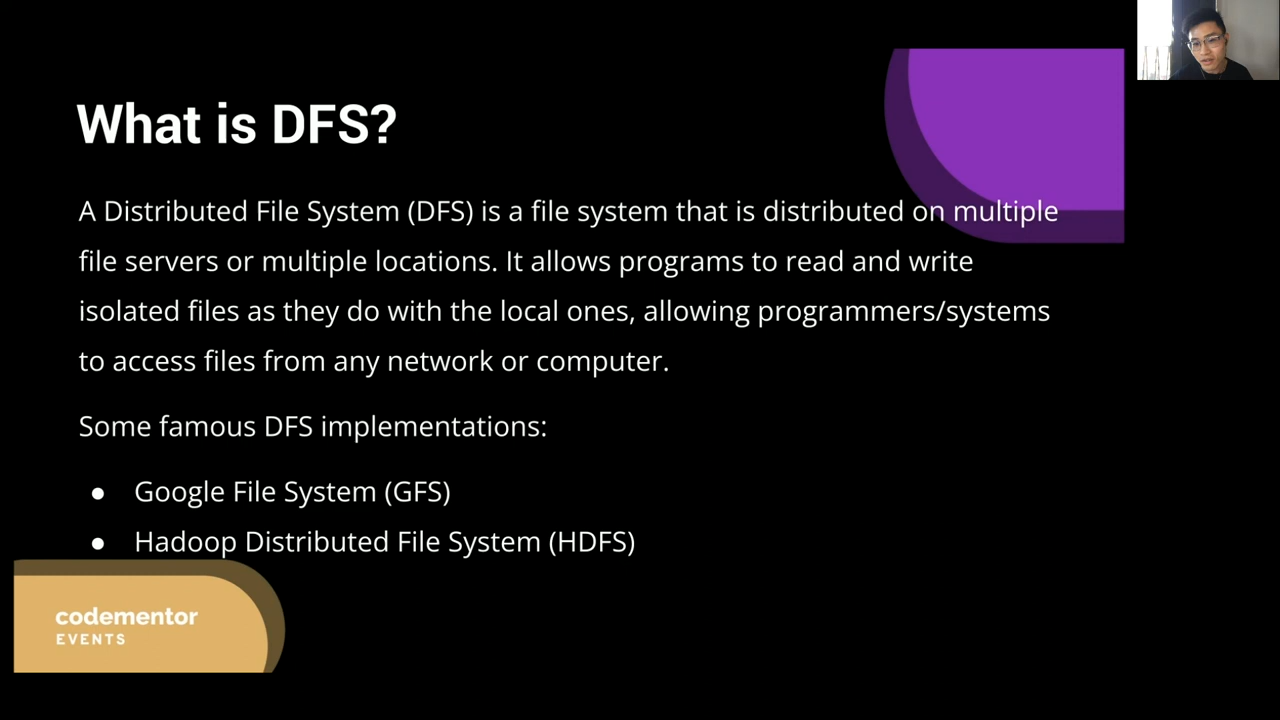 What is DFS?
A Distributed File System (DFS) is a file system that is distributed on multiple
file servers or multiple locations. It allows programs to read and write
isolated files as they do with the local ones, allowing programmers/systems
to access files from any network or computer.
Some famous DFS implementations:
● Google File System (GFS)
● Hadoop Distributed File System (HDFS)
codementor
EVENTS